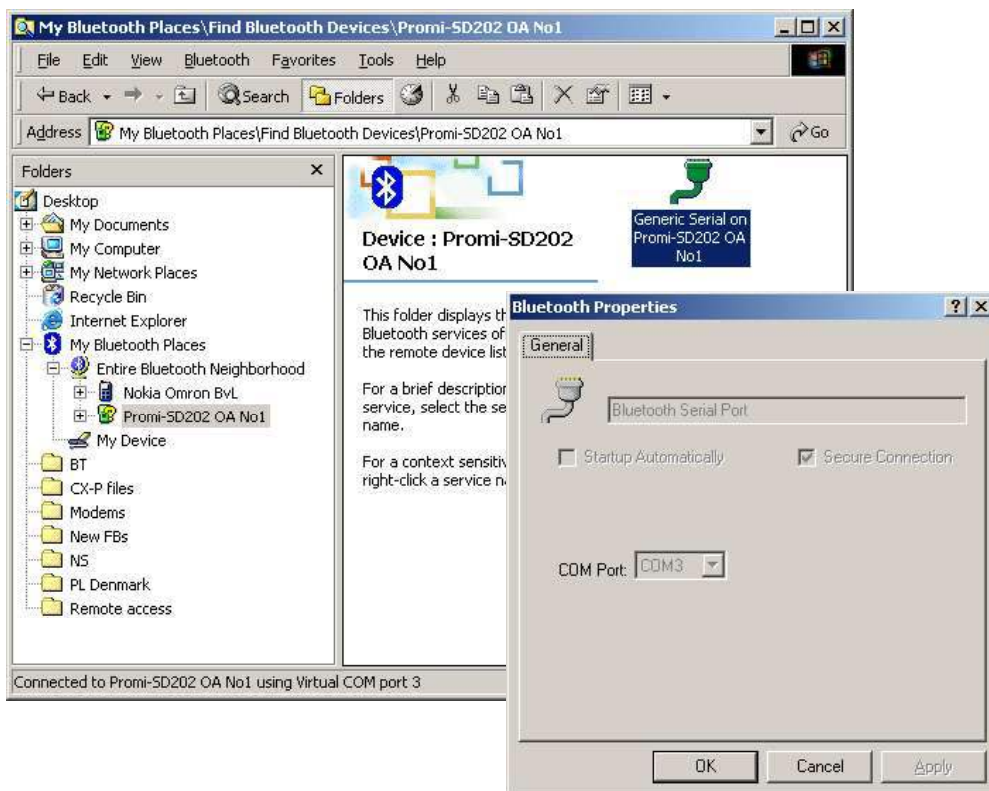 My Bluetooth Places\Find Bluetooth Devices\Promi-SD202 OA No1
File Edit View Bluetooth Favorites Tools Help
Back Search Folders
Address My Bluetooth Places\Find Bluetooth Devices\Promi-SD202 OA No1 Go
Folders
Desktop
My Documents
My Computer
My Network Places
Recycle Bin
Internet Explorer
My Bluetooth Places
Entire Bluetooth Neighborhood
Nokia Omron BvL
Promi-SD202 OA No1
My Device
BT
CX-P files
Modems
New FBs
NS
PL Denmark
Remote access
Device : Promi-SD202
OA No1
This folder displays th
Bluetooth services of
the remote device list
For a brief description
service, select the se
name.
For a context sensitiv
right-click a service n
Generic Serial on
Promi-SD202 OA
No1
Connected to Promi-SD202 OA No1 using Virtual COM port 3
Bluetooth Properties
General
Bluetooth Serial Port
Startup Automatically Secure Connection
COM Port: COM3
OK Cancel Apply